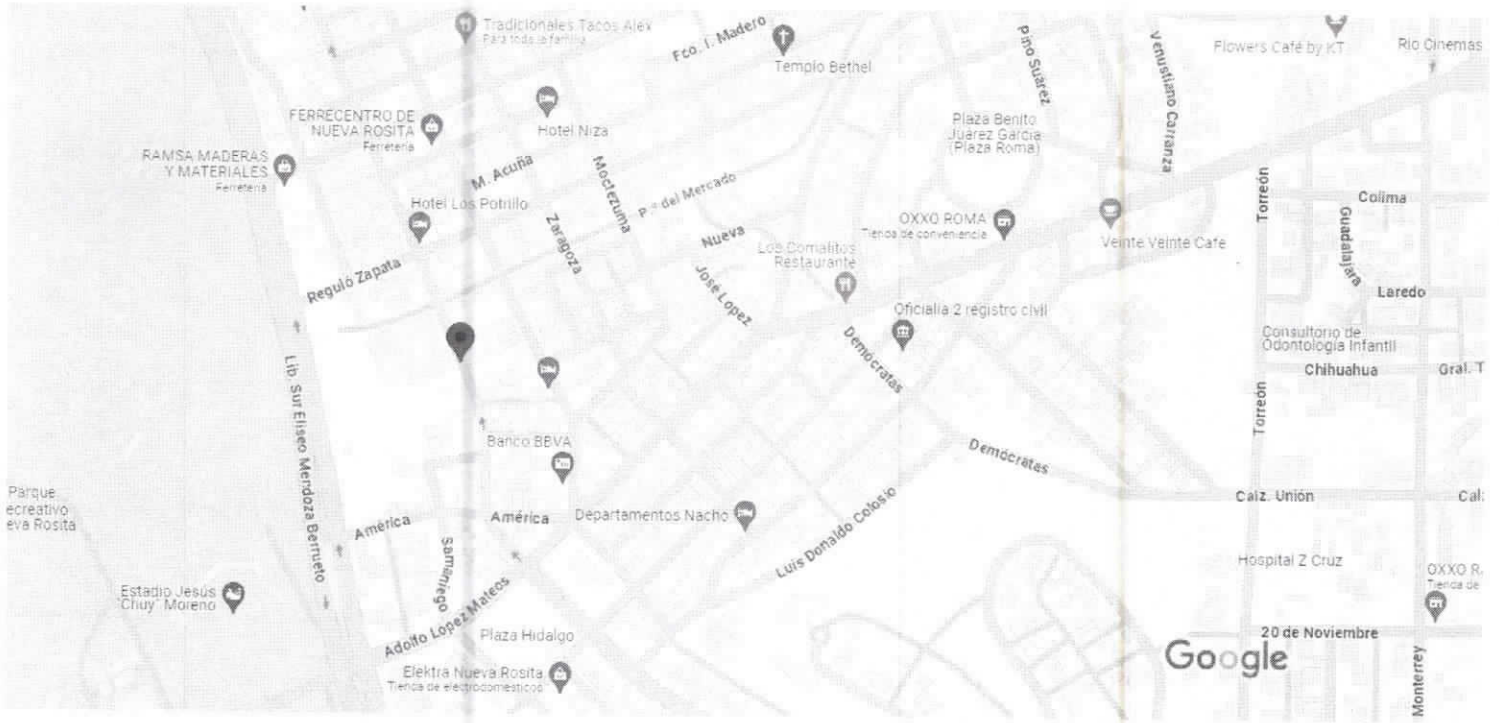 Tradicionales Tacos Alex
Para toda la familia
Fco. I. Madero
Templo Bethel
Pino Suarez
Venustiano Carranza
Flowers Café by KT
Rio Cinemas
FERRECENTRO DE
NUEVA ROSITA
Ferretería
Hotel Niza
Plaza Benito
Juárez García
(Plaza Roma)
RAMSA MADERAS
Y MATERIALES
Ferretería
M. Acuña
Moctezuma
P.º del Mercado
Torreón
Colima
Guadalajara
Hotel Los Potrillo
Zaragoza
Nueva
OXXO ROMA
Tienda de conveniencia
Veinte Veinte Cafe
Los Comalitos
Restaurante
Reguló Zapata
José Lopez
Laredo
Oficialia 2 registro civil
Demócratas
Consultorio de
Odontología Infantil
Chihuahua
Gral. T
Lib. Sur Eliseo Mendoza Berrueto
Torreón
Banco BBVA
Demócratas
Parque
ecreativo
eva Rosita
América
América
Departamentos Nacho
Luis Donaldo Colosio
Calz. Unión
Cal
Samaniego
Hospital Z Cruz
Estadio Jesús
"Chuy" Moreno
Adolfo Lopez Mateos
OXXO R
Tienda de
Plaza Hidalgo
20 de Noviembre
Google
Elektra Nueva Rosita
Tienda de electrodomésticos
Monterrey